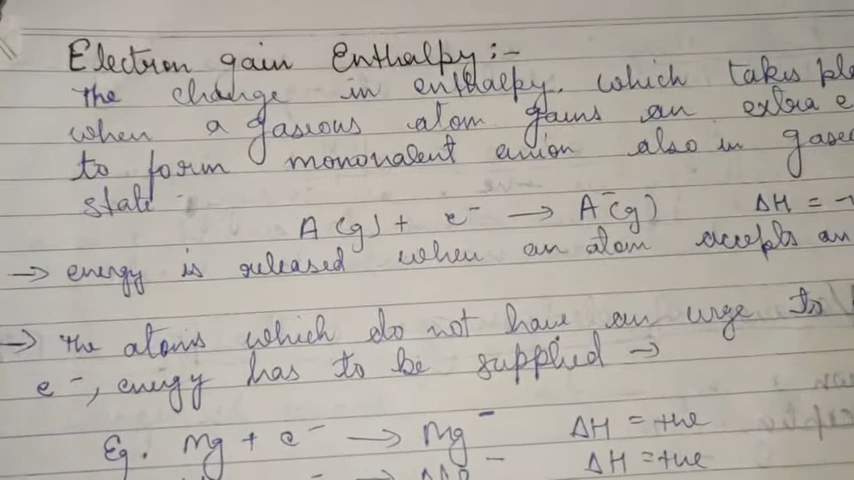 Electron gain Enthalpy :-
The change in enthalpy. which takes
when a gaseous atom gains an extra e
to form monovalent anion also in
state
A(g) + e⁻ → A⁻(g) ΔH = -
→ energy is released when an atom accepts an
→ The atoms which do not have an urge to
e⁻, energy has to be supplied →
Eg. Mg + e⁻ → Mg⁻ ΔH = +ve
ΔH = +ve